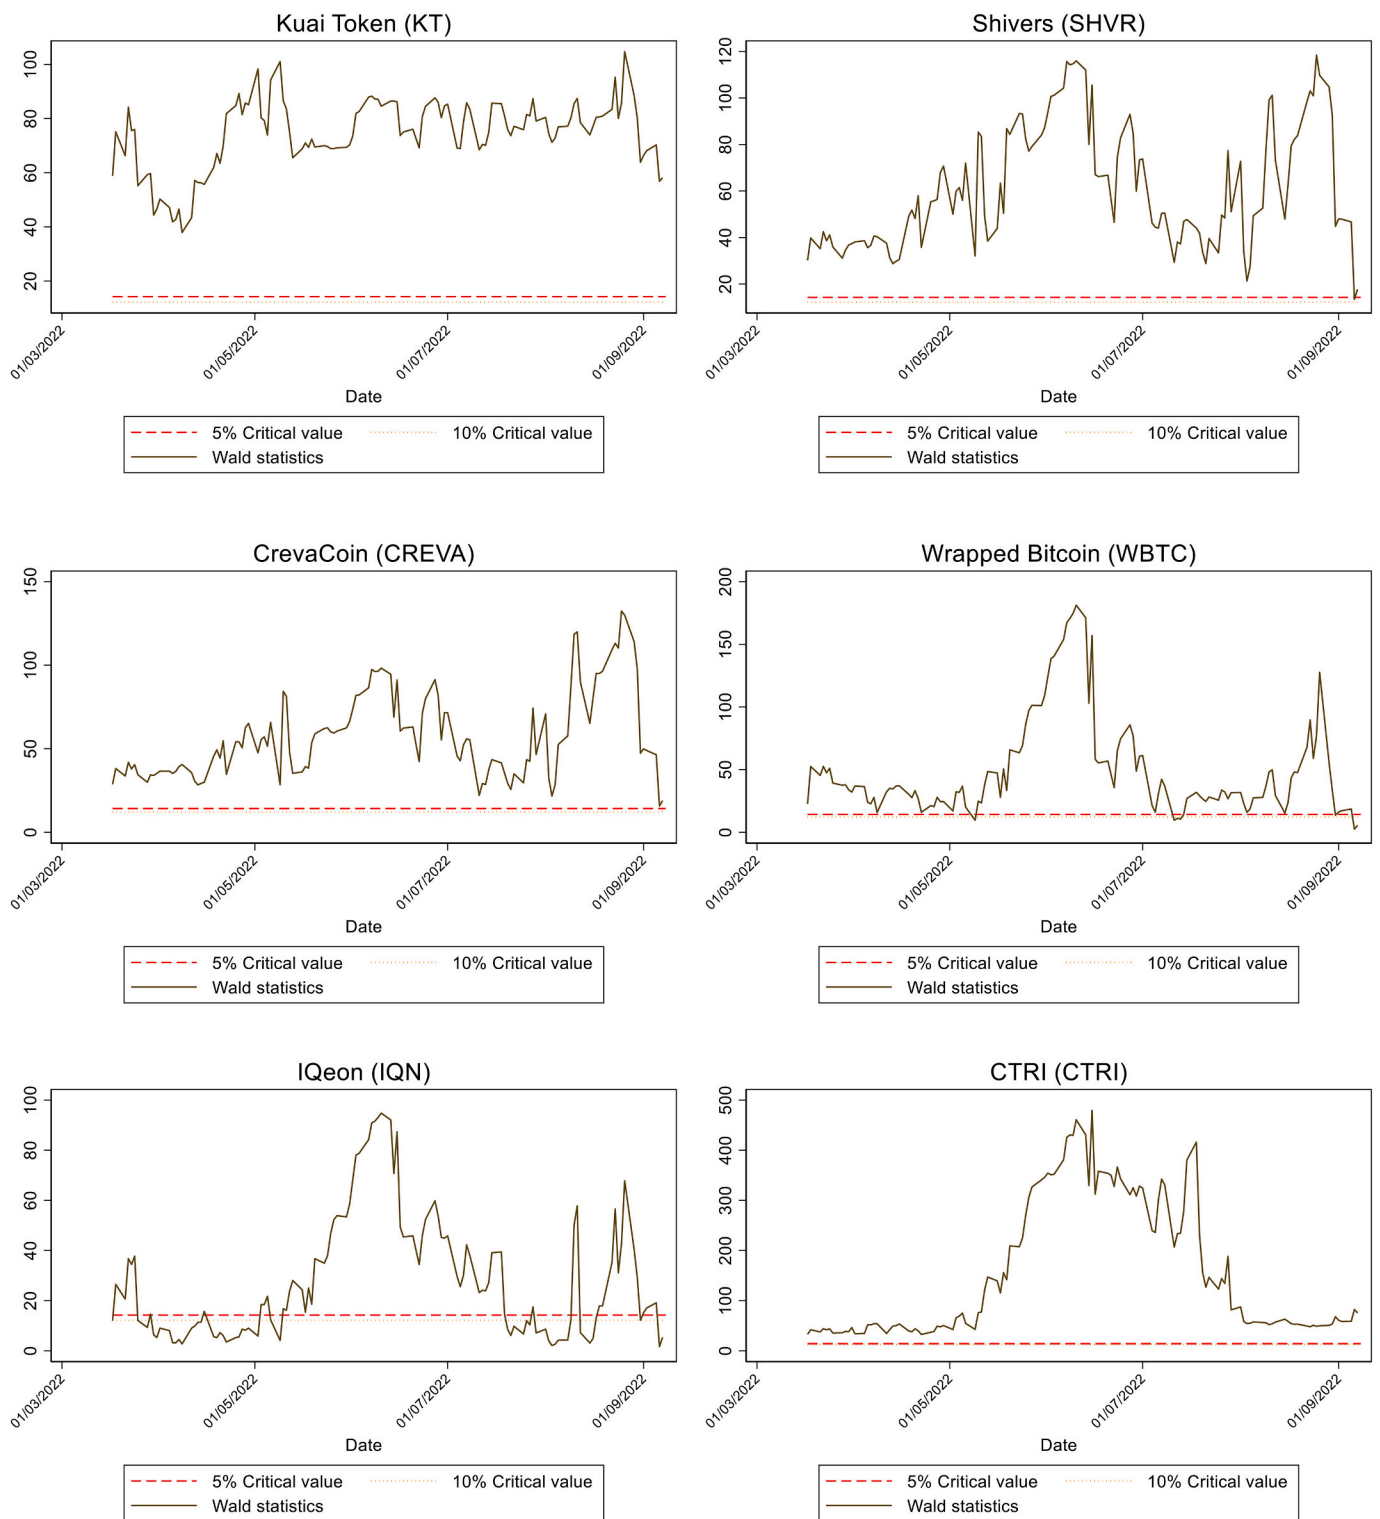 Kuai Token (KT)
100
80
60
40
20
01/03/2022
01/05/2022
01/07/2022
01/09/2022
Date
5% Critical value
10% Critical value
Wald statistics
Shivers (SHVR)
120
100
80
60
40
20
01/03/2022
01/05/2022
01/07/2022
01/09/2022
Date
5% Critical value
10% Critical value
Wald statistics
CrevaCoin (CREVA)
150
100
50
0
01/03/2022
01/05/2022
01/07/2022
01/09/2022
Date
5% Critical value
10% Critical value
Wald statistics
Wrapped Bitcoin (WBTC)
200
150
100
50
0
01/03/2022
01/05/2022
01/07/2022
01/09/2022
Date
5% Critical value
10% Critical value
Wald statistics
IQeon (IQN)
100
80
60
40
20
0
01/03/2022
01/05/2022
01/07/2022
01/09/2022
Date
5% Critical value
10% Critical value
Wald statistics
CTRI (CTRI)
500
400
300
200
100
0
01/03/2022
01/05/2022
01/07/2022
01/09/2022
Date
5% Critical value
10% Critical value
Wald statistics